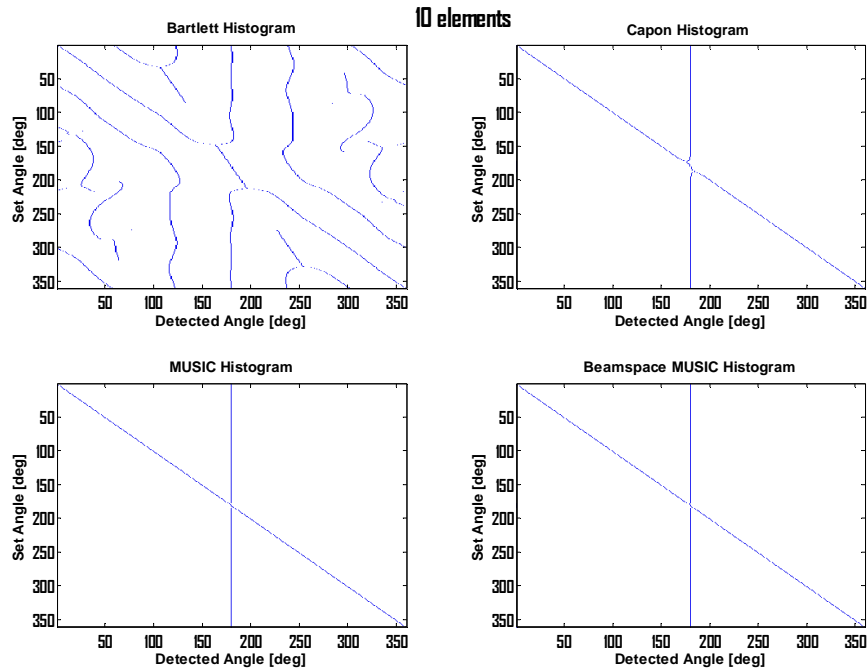 10 elements
Bartlett Histogram
Set Angle [deg]
50
100
150
200
250
300
350
50 100 150 200 250 300 350
Detected Angle [deg]
Capon Histogram
Set Angle [deg]
50
100
150
200
250
300
350
50 100 150 200 250 300 350
Detected Angle [deg]
MUSIC Histogram
Set Angle [deg]
50
100
150
200
250
300
350
50 100 150 200 250 300 350
Detected Angle [deg]
Beamspace MUSIC Histogram
Set Angle [deg]
50
100
150
200
250
300
350
50 100 150 200 250 300 350
Detected Angle [deg]